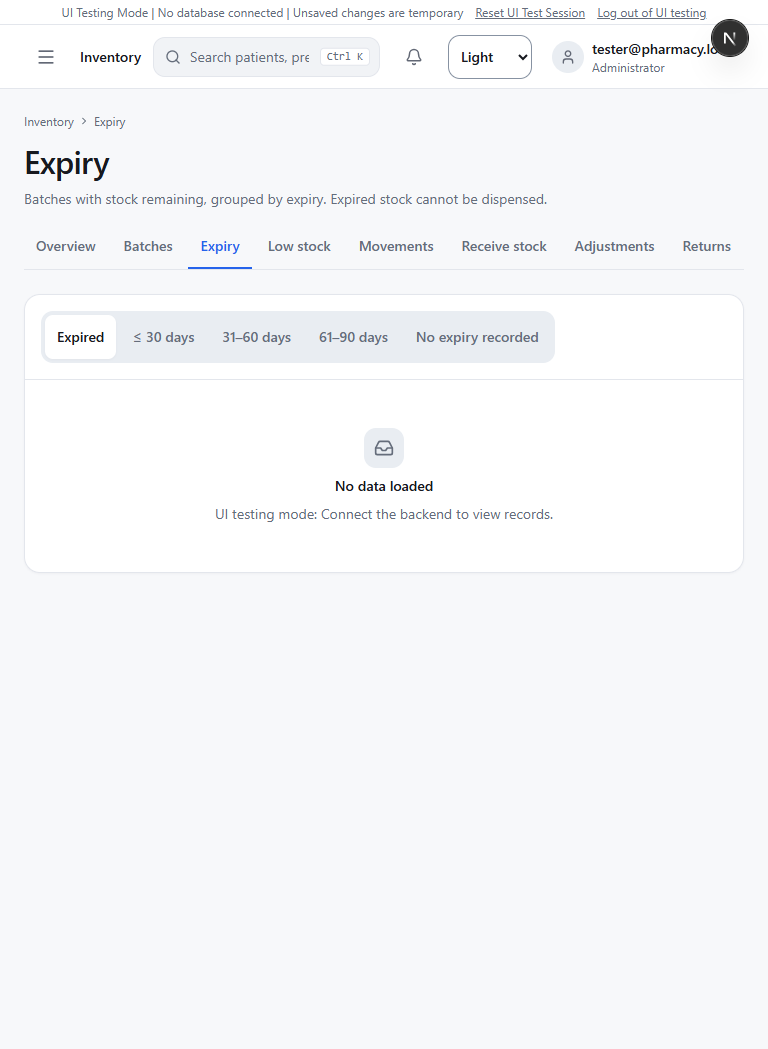 UI Testing Mode | No database connected | Unsaved changes are temporary Reset UI Test Session Log out of UI testing
Inventory Search patients, pre Ctrl K Light tester@pharmacy.lo N
Administrator
Inventory > Expiry
Expiry
Batches with stock remaining, grouped by expiry. Expired stock cannot be dispensed.
Overview Batches Expiry Low stock Movements Receive stock Adjustments Returns
Expired ≤ 30 days 31–60 days 61–90 days No expiry recorded
No data loaded
UI testing mode: Connect the backend to view records.